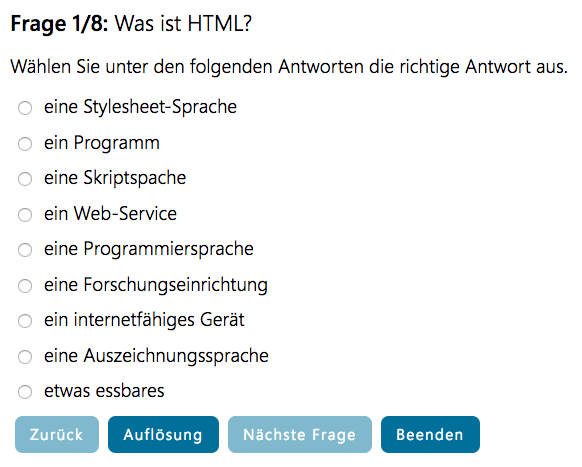 Frage 1/8: Was ist HTML?
Wählen Sie unter den folgenden Antworten die richtige Antwort aus.
eine Stylesheet-Sprache
ein Programm
eine Skriptspache
ein Web-Service
eine Programmiersprache
eine Forschungseinrichtung
ein internetfähiges Gerät
eine Auszeichnungssprache
etwas essbares
Zurück Auflösung Nächste Frage Beenden